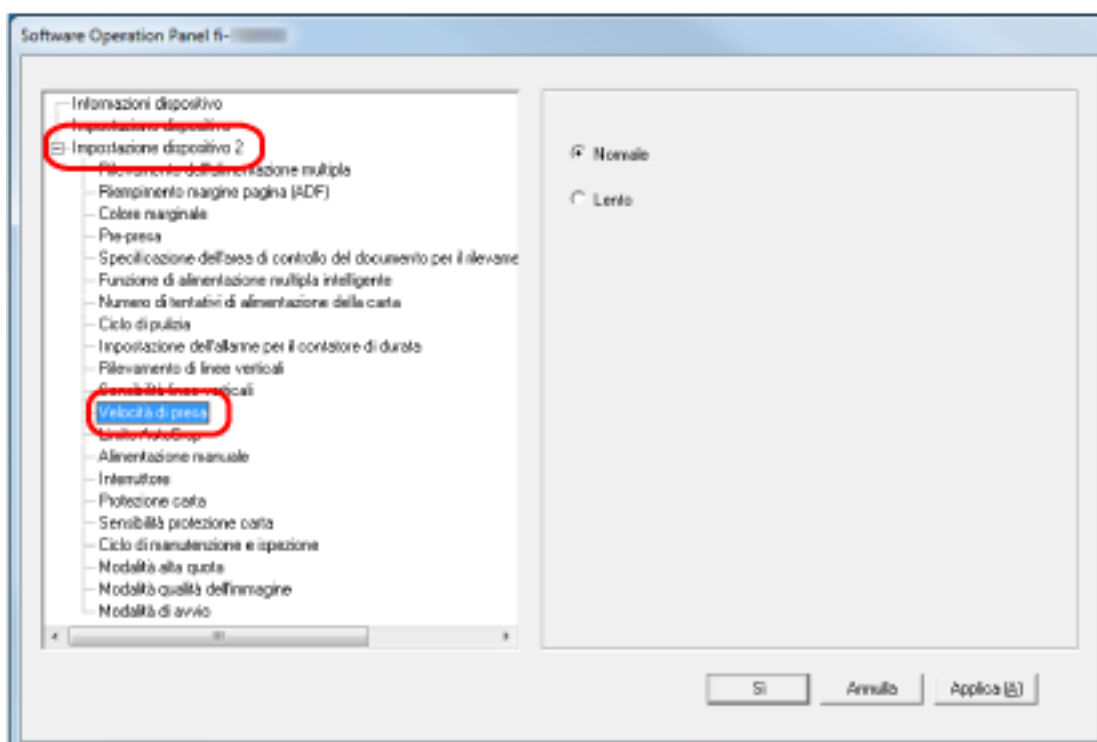 Software Operation Panel fi-
Informazioni dispositivo
Impostazione dispositivo
Impostazione dispositivo 2
Rilevamento dell'alimentazione multipla
Riempimento margine pagina (ADF)
Colore marginale
Pre-presa
Specificazione dell'area di controllo del documento per il rilevame
Funzione di alimentazione multipla intelligente
Numero di tentativi di alimentazione della carta
Ciclo di pulizia
Impostazione dell'allarme per il contatore di durata
Rilevamento di linee verticali
Sensibilità linee verticali
Velocità di presa
Limite AutoCrop
Alimentazione manuale
Interruttore
Protezione carta
Sensibilità protezione carta
Ciclo di manutenzione e ispezione
Modalità alta quota
Modalità qualità dell'immagine
Modalità di avvio
Normale
Lento
Sì
Annulla
Applica (A)